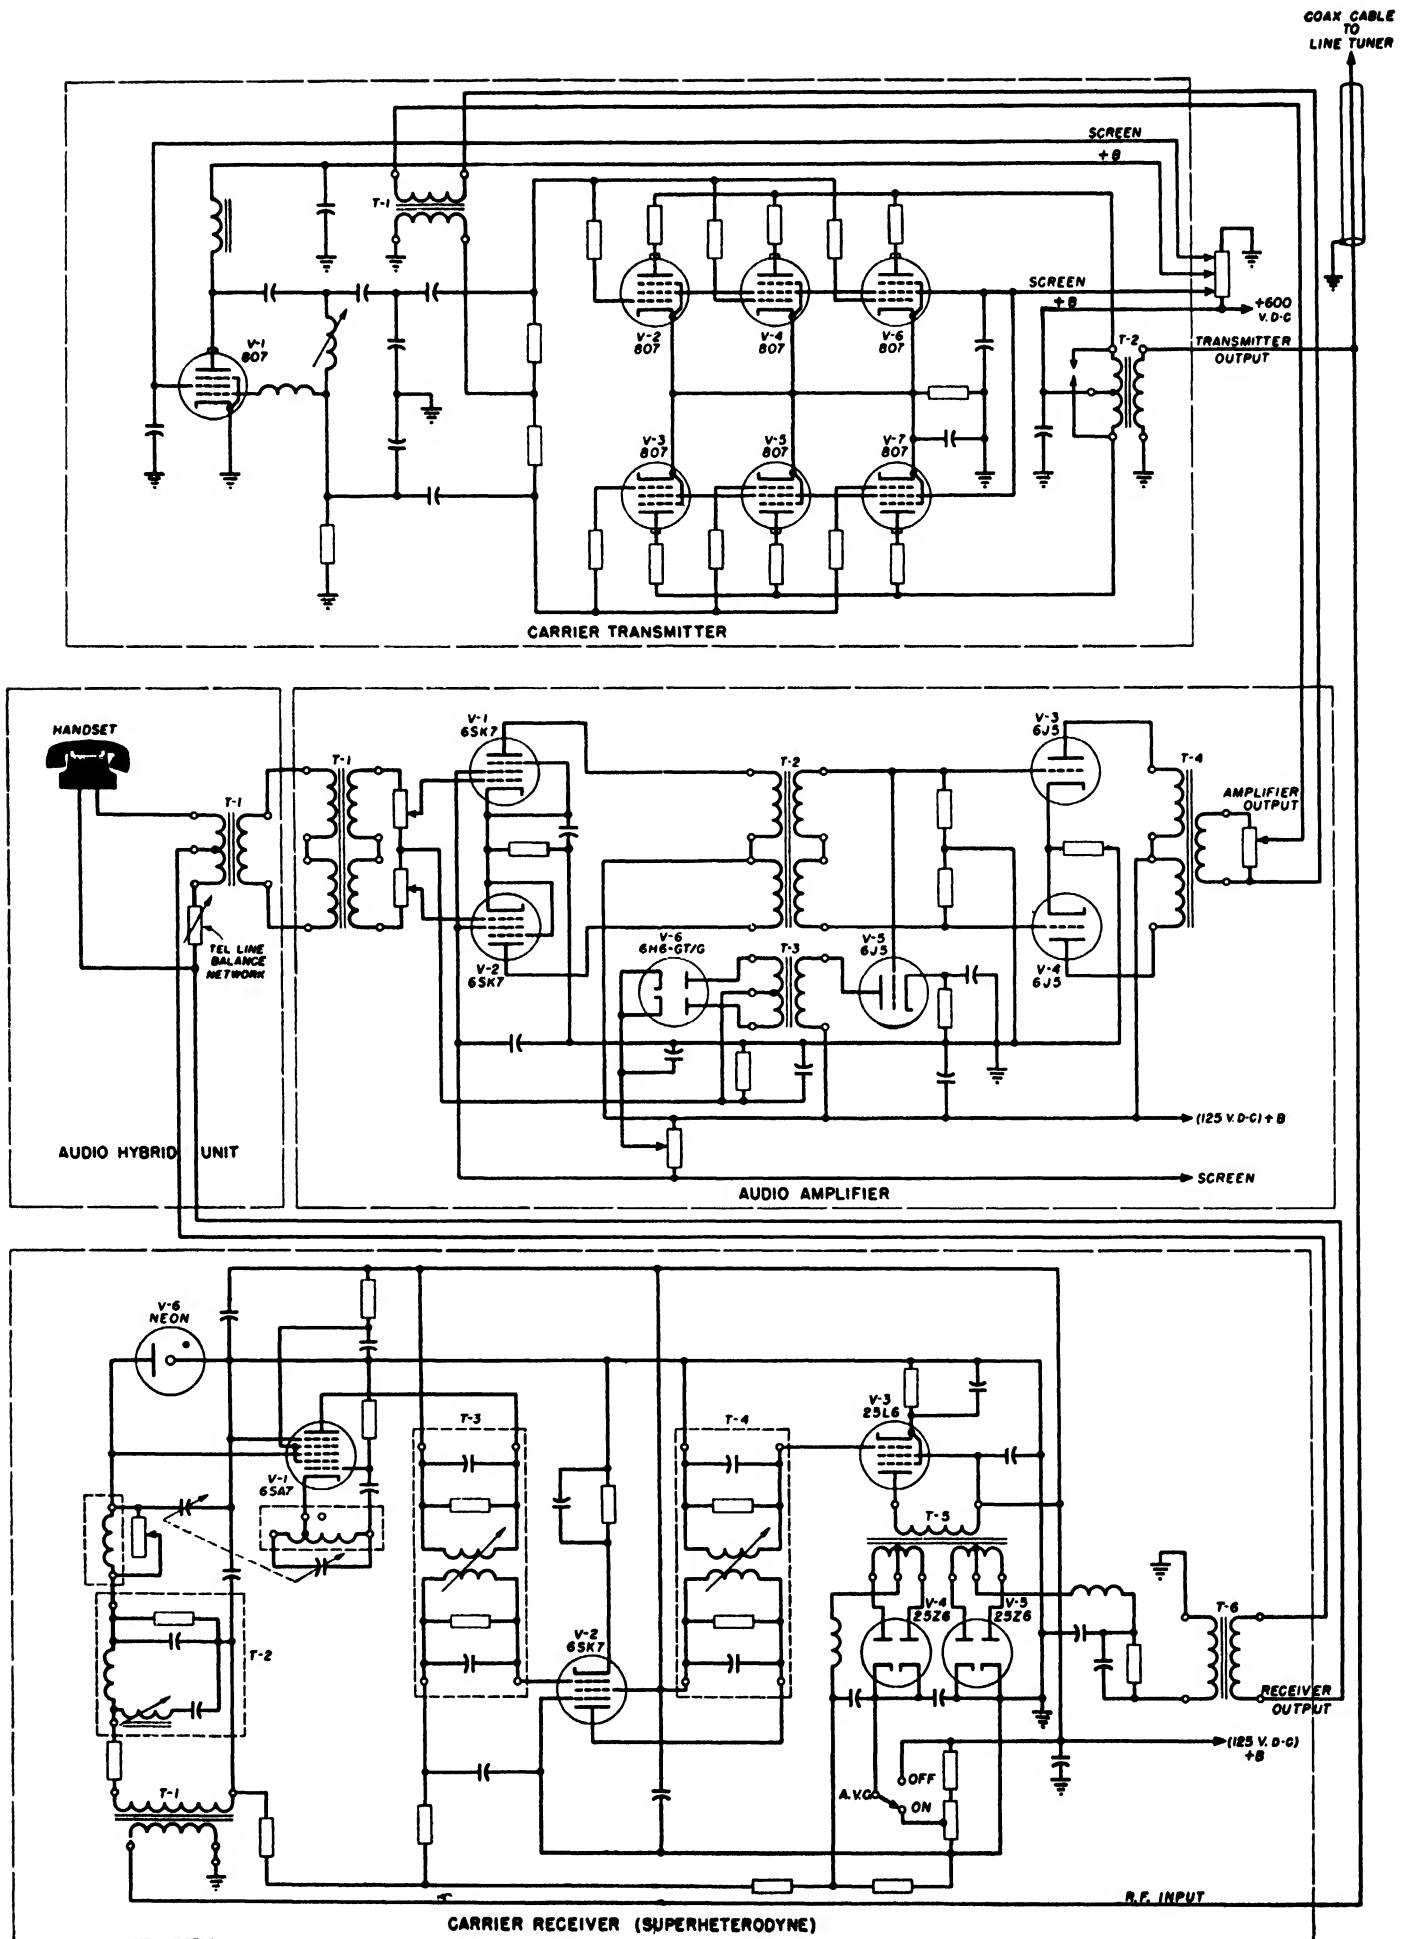 COAX CABLE
TO
LINE TUNER
SCREEN
+B
T-1
SCREEN
+B
+600
V.D-C
V-1
807
V-2
807
V-4
807
V-6
807
T-2
TRANSMITTER
OUTPUT
V-3
807
V-5
807
V-7
807
CARRIER TRANSMITTER
HANDSET
T-1
TEL LINE
BALANCE
NETWORK
AUDIO HYBRID UNIT
T-1
V-1
6SK7
V-2
6SK7
T-2
V-3
6J5
T-4
AMPLIFIER
OUTPUT
V-6
6H6-GT/G
T-3
V-5
6J5
V-4
6J5
(125 V. D-C) + B
SCREEN
AUDIO AMPLIFIER
V-6
NEON
V-1
6SA7
T-3
T-4
V-3
25L6
T-5
V-2
6SK7
V-4
25Z6
V-5
25Z6
T-6
T-2
RECEIVER
OUTPUT
(125 V. D-C)
+B
T-1
A.V.C.
OFF
ON
R.F. INPUT
CARRIER RECEIVER (SUPERHETERODYNE)